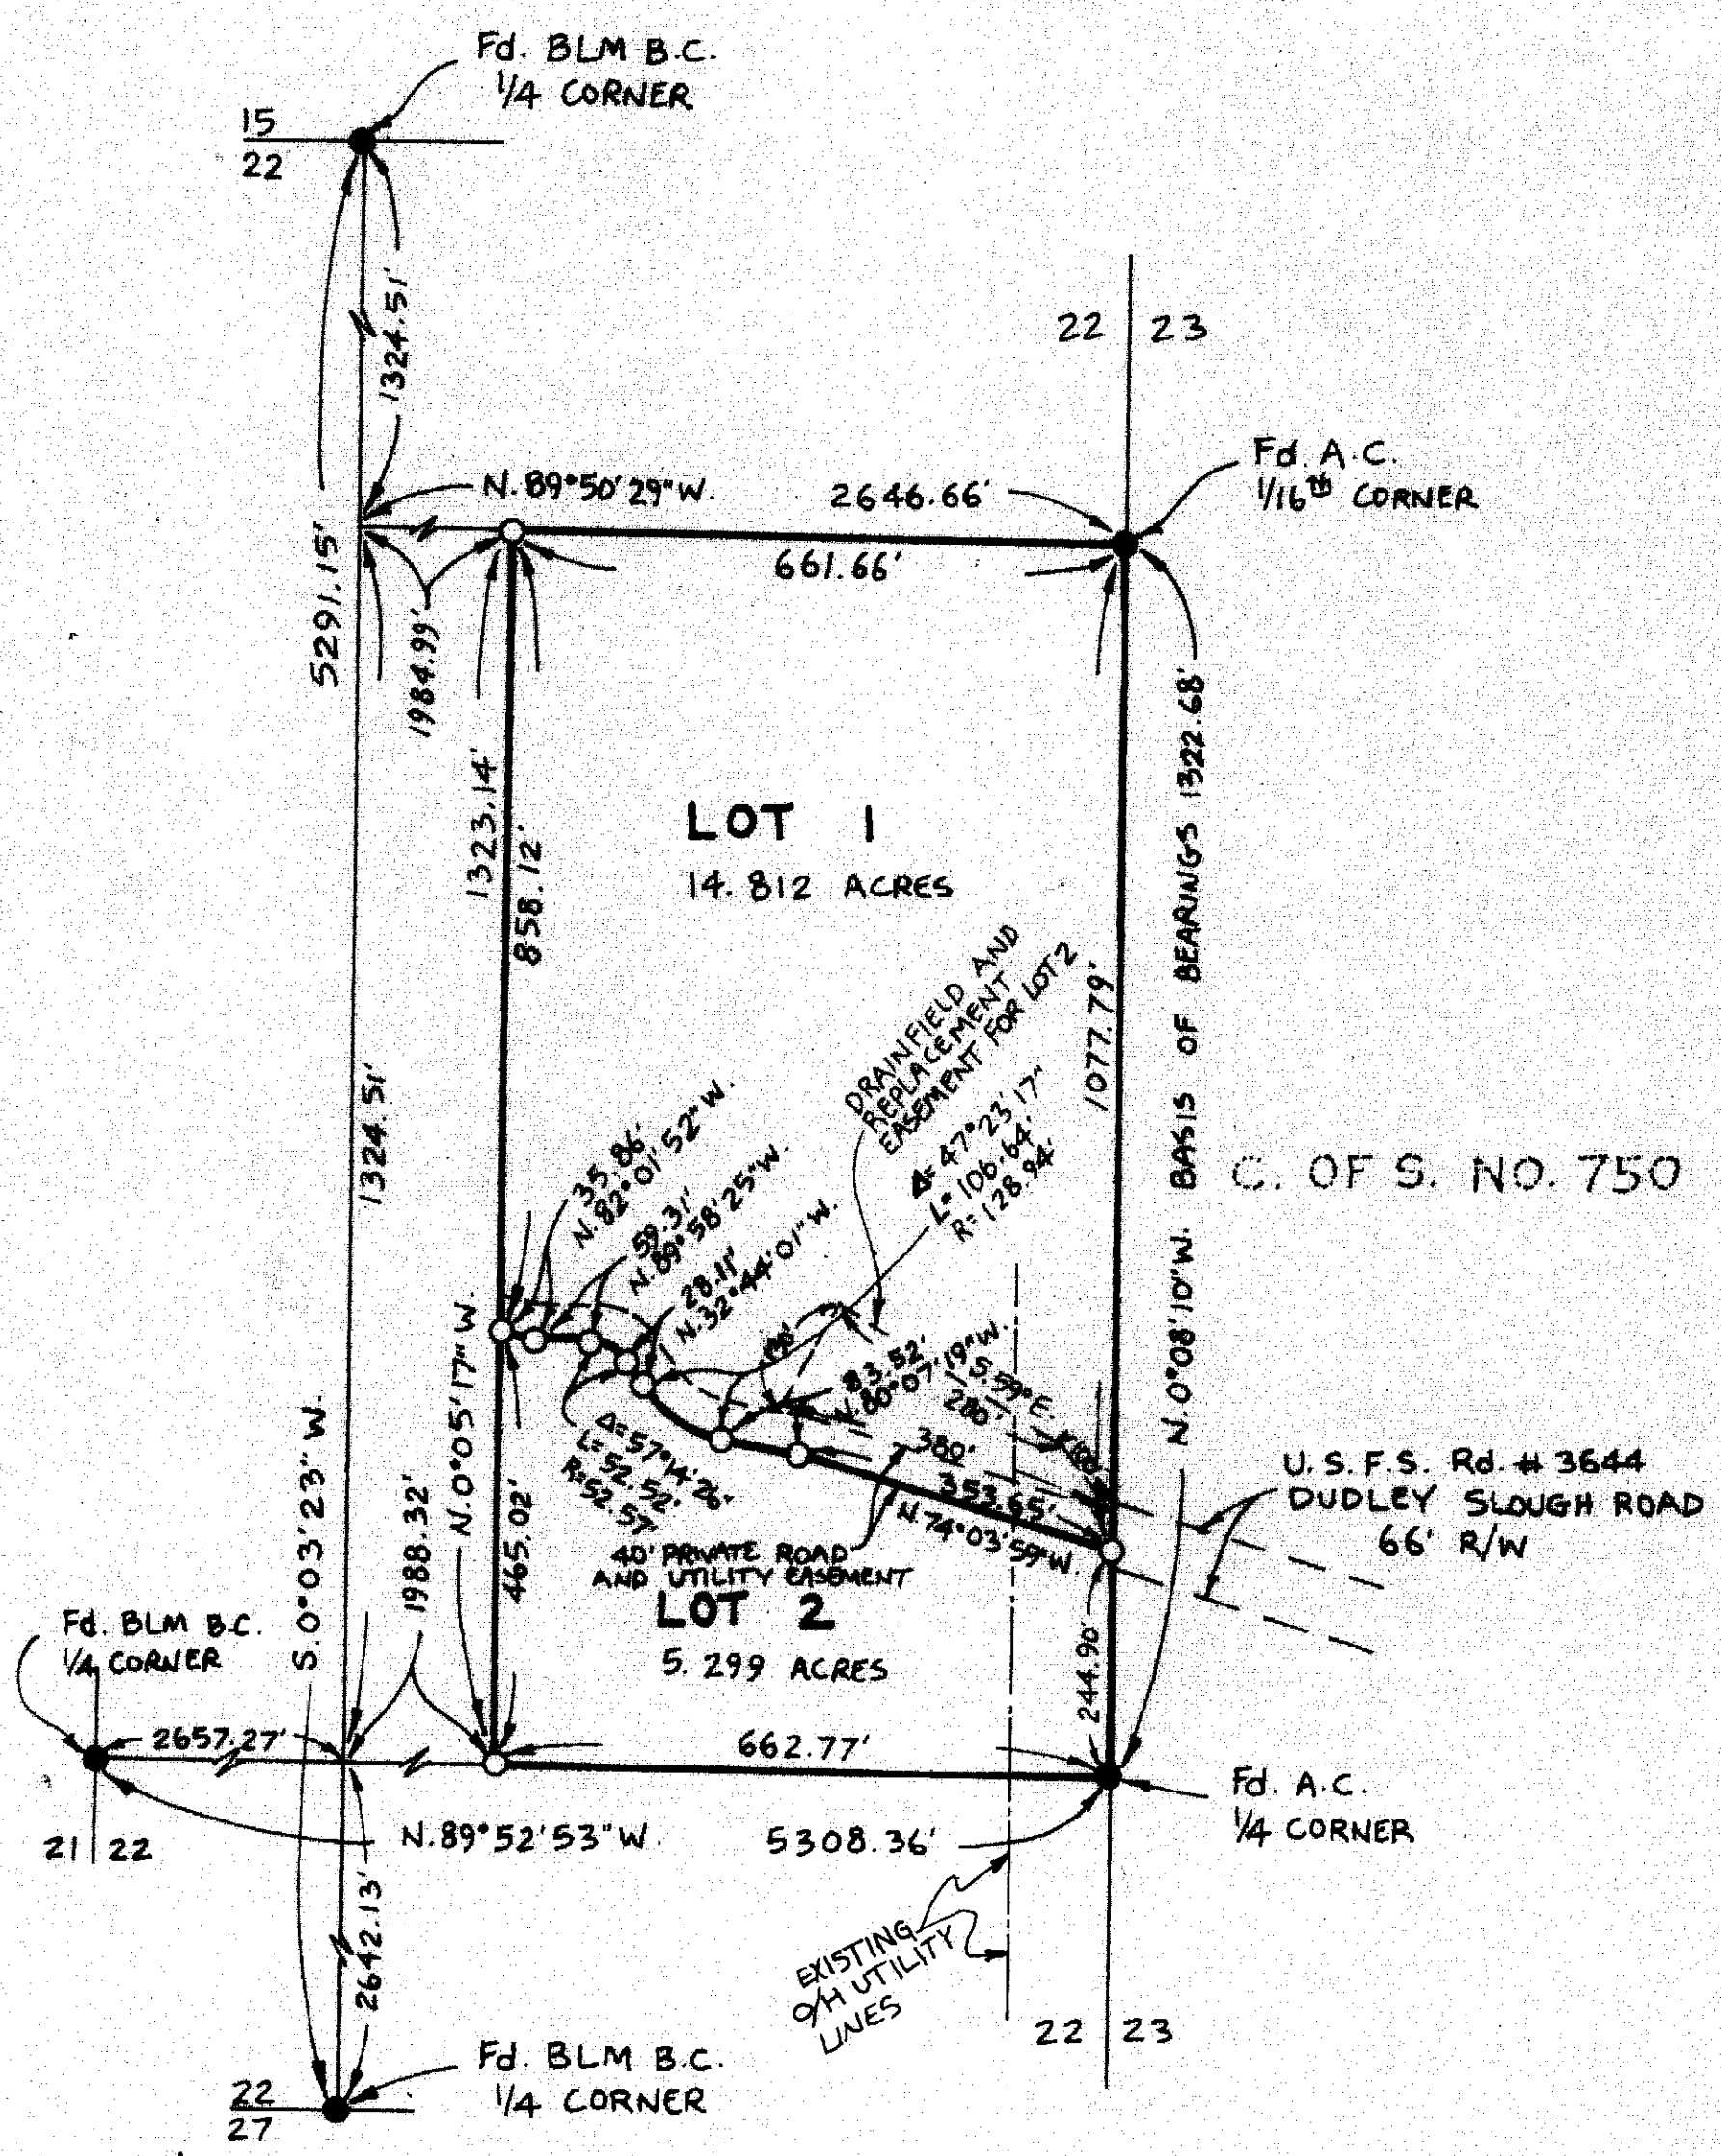 Fd. BLM B.C.
1/4 CORNER
15
22
1324.51'
22 23
Fd. A.C.
1/16TH CORNER
N.89°50'29"W. 2646.66'
661.66'
5291.15'
1984.99'
1323.14'
858.12'
LOT 1
14.812 ACRES
N.0°08'10"W. BASIS OF BEARINGS 1322.68'
1077.79'
DRAINFIELD AND
REPLACEMENT
EASEMENT FOR LOT 2
Δ= 47°23'17"
L= 106.64'
R= 128.94'
C. OF S. NO. 750
1324.51'
35.86'
N.82°01'52"W.
59.31'
N.89°58'25"W.
28.11'
N.32°44'01"W.
83.52'
N.80°07'19"W.
S.59°E.
280'
380'
353.65'
N.74°03'59"W.
Δ=57°14'26"
L=52.52'
R=52.57'
U.S.F.S. Rd. # 3644
DUDLEY SLOUGH ROAD
66' R/W
40' PRIVATE ROAD
AND UTILITY EASEMENT
LOT 2
5.299 ACRES
S.0°03'23"W.
1988.32'
N.0°05'17"W.
465.02'
244.90'
Fd. BLM B.C.
1/4 CORNER
2657.27'
662.77'
Fd. A.C.
1/4 CORNER
21 22
N.89°52'53"W. 5308.36'
2642.13'
EXISTING
O/H UTILITY
LINES
22 23
Fd. BLM B.C.
1/4 CORNER
22
27